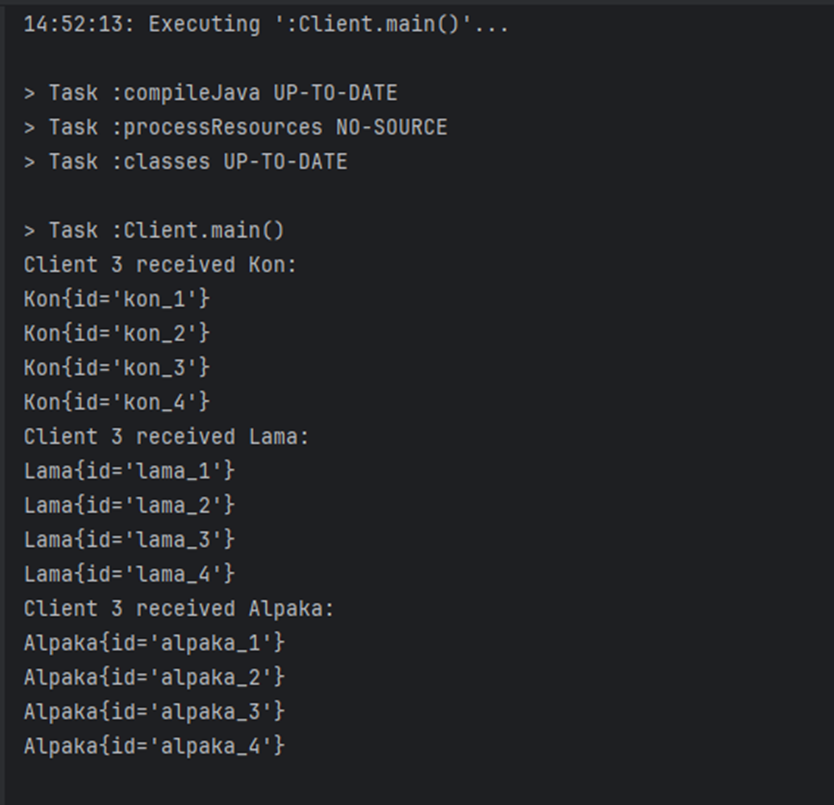 14:52:13: Executing ':Client.main()'...
> Task :compileJava UP-TO-DATE
> Task :processResources NO-SOURCE
> Task :classes UP-TO-DATE
> Task :Client.main()
Client 3 received Kon:
Kon{id='kon_1'}
Kon{id='kon_2'}
Kon{id='kon_3'}
Kon{id='kon_4'}
Client 3 received Lama:
Lama{id='lama_1'}
Lama{id='lama_2'}
Lama{id='lama_3'}
Lama{id='lama_4'}
Client 3 received Alpaka:
Alpaka{id='alpaka_1'}
Alpaka{id='alpaka_2'}
Alpaka{id='alpaka_3'}
Alpaka{id='alpaka_4'}